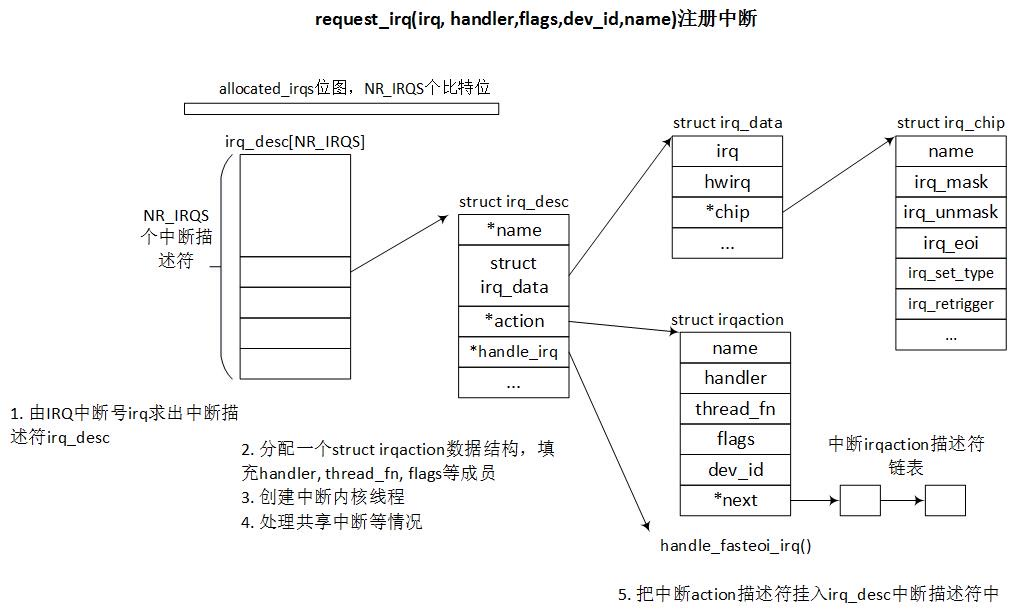 request_irq(irq, handler,flags,dev_id,name)注册中断
allocated_irqs位图，NR_IRQS个比特位
irq_desc[NR_IRQS]
NR_IRQS
个中断描
述符
struct irq_desc
*name
struct
irq_data
*action
*handle_irq
...
struct irq_data
irq
hwirq
*chip
...
struct irq_chip
name
irq_mask
irq_unmask
irq_eoi
irq_set_type
irq_retrigger
...
struct irqaction
name
handler
thread_fn
flags
dev_id
*next
中断irqaction描述符
链表
handle_fasteoi_irq()
1. 由IRQ中断号irq求出中断描
述符irq_desc
2. 分配一个struct irqaction数据结构，填
充handler, thread_fn, flags等成员
3. 创建中断内核线程
4. 处理共享中断等情况
5. 把中断action描述符挂入irq_desc中断描述符中